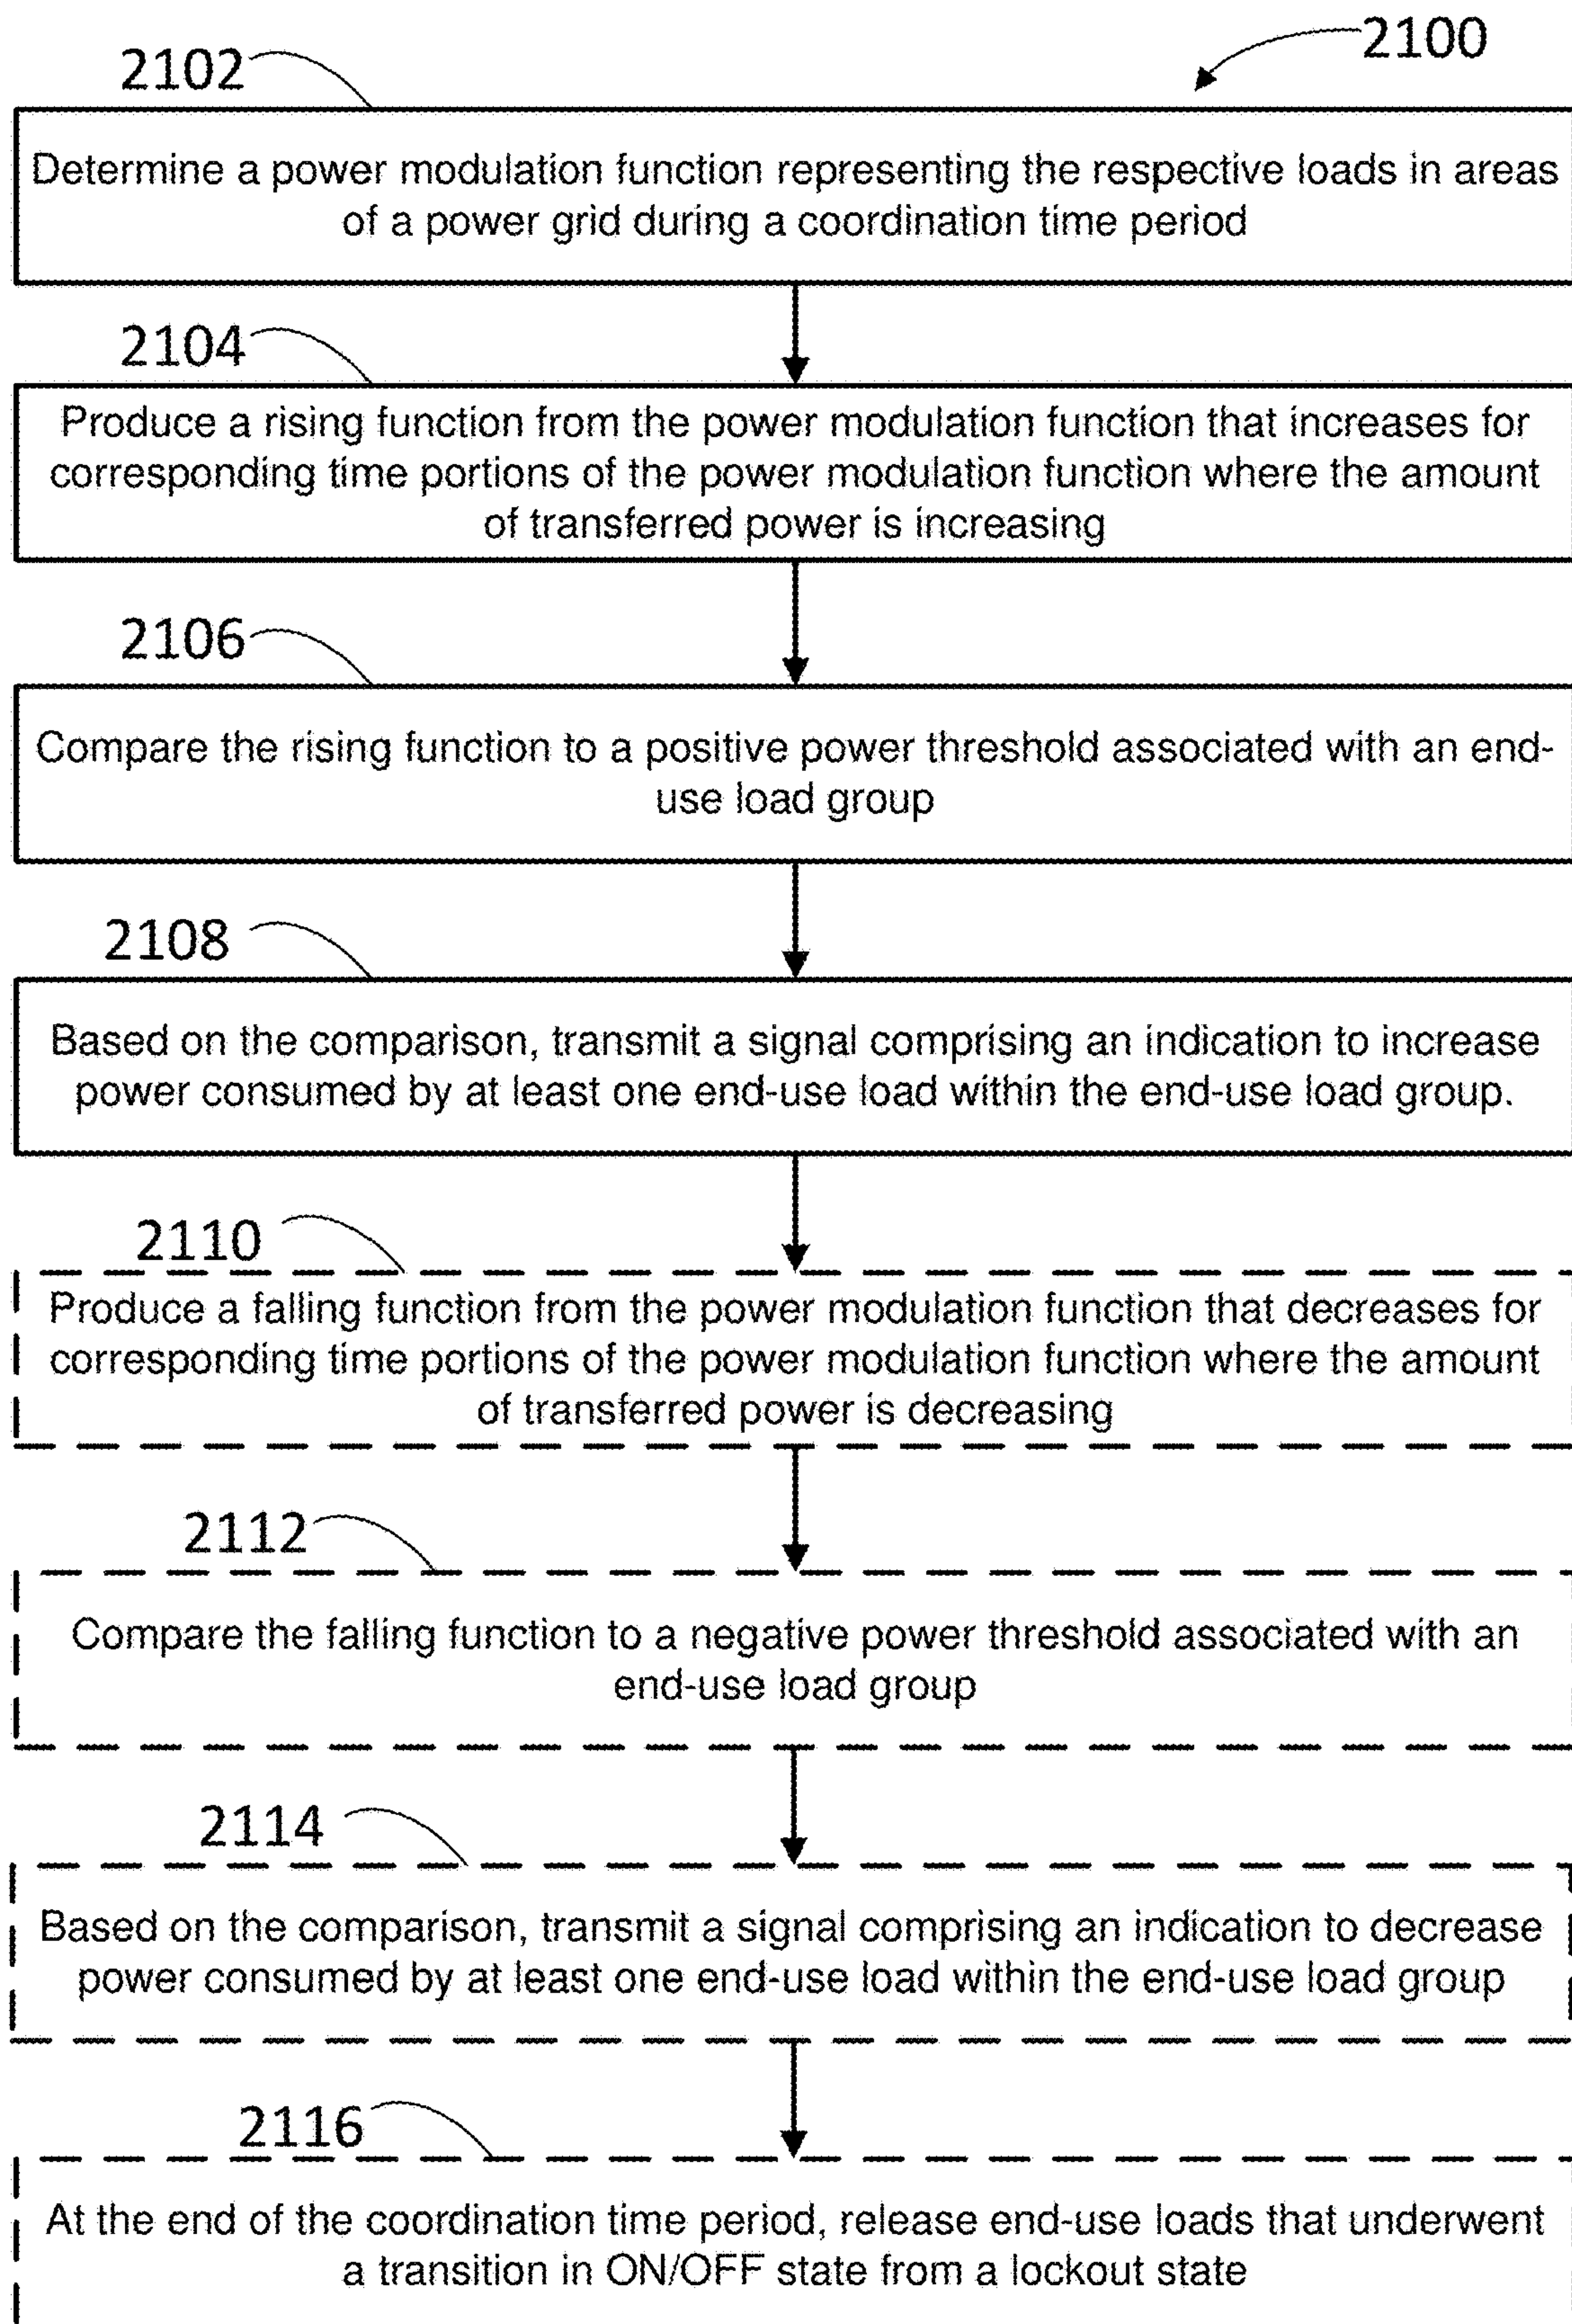 2100
2102
Determine a power modulation function representing the respective loads in areas
of a power grid during a coordination time period
2104
Produce a rising function from the power modulation function that increases for
corresponding time portions of the power modulation function where the amount
of transferred power is increasing
2106
Compare the rising function to a positive power threshold associated with an end-
use load group
2108
Based on the comparison, transmit a signal comprising an indication to increase
power consumed by at least one end-use load within the end-use load group.
2110
Produce a falling function from the power modulation function that decreases for
corresponding time portions of the power modulation function where the amount
of transferred power is decreasing
2112
Compare the falling function to a negative power threshold associated with an
end-use load group
2114
Based on the comparison, transmit a signal comprising an indication to decrease
power consumed by at least one end-use load within the end-use load group
2116
At the end of the coordination time period, release end-use loads that underwent
a transition in ON/OFF state from a lockout state